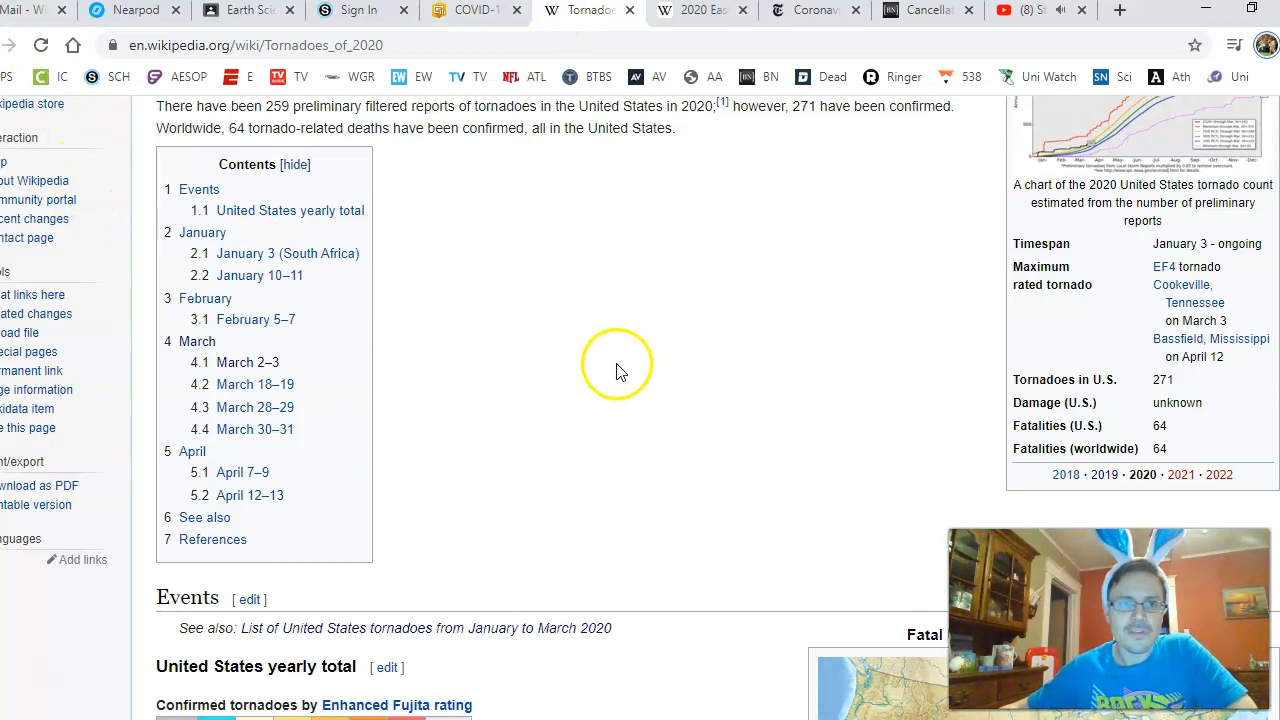 Mail - Wi
Nearpod
Earth Sci
Sign In
COVID-1
Tornadoe
2020 Eas
Coronavi
Cancellat
(8) St
en.wikipedia.org/wiki/Tornadoes_of_2020
PS
IC
SCH
AESOP
E
TV
WGR
EW
TV
ATL
BTBS
AV
AA
BN
Dead
Ringer
538
Uni Watch
Sci
Ath
Uni
kipedia store
eraction
p
out Wikipedia
mmunity portal
cent changes
ntact page
ols
at links here
ated changes
load file
ecial pages
rmanent link
ge information
kidata item
e this page
nt/export
wnload as PDF
ntable version
nguages
Add links
There have been 259 preliminary filtered reports of tornadoes in the United States in 2020;[1] however, 271 have been confirmed.
Worldwide, 64 tornado-related deaths have been confirmed: 64 in the United States.
Contents [hide]
1 Events
1.1 United States yearly total
2 January
2.1 January 3 (South Africa)
2.2 January 10–11
3 February
3.1 February 5–7
4 March
4.1 March 2–3
4.2 March 18–19
4.3 March 28–29
4.4 March 30–31
5 April
5.1 April 7–9
5.2 April 12–13
6 See also
7 References
A chart of the 2020 United States tornado count
estimated from the number of preliminary
reports
Timespan January 3 - ongoing
Maximum EF4 tornado
rated tornado Cookeville,
Tennessee
on March 3
Bassfield, Mississippi
on April 12
Tornadoes in U.S. 271
Damage (U.S.) unknown
Fatalities (U.S.) 64
Fatalities (worldwide) 64
2018, 2019, 2020, 2021, 2022
Events [ edit ]
See also: List of United States tornadoes from January to March 2020
United States yearly total [ edit ]
Confirmed tornadoes by Enhanced Fujita rating
Fatal